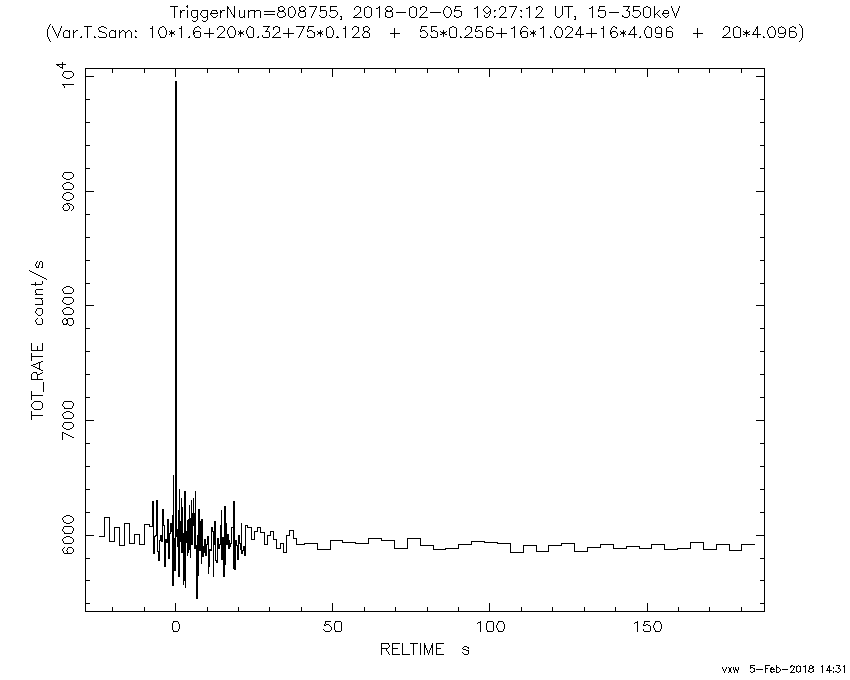 TriggerNum=808755, 2018-02-05 19:27:12 UT, 15-350keV
(Var.T.Sam: 10*1.6+20*0.32+75*0.128 + 55*0.256+16*1.024+16*4.096 + 20*4.096)
10⁴
9000
8000
7000
6000
TOT_RATE count/s
0 50 100 150
RELTIME s
vxw 5-Feb-2018 14:31